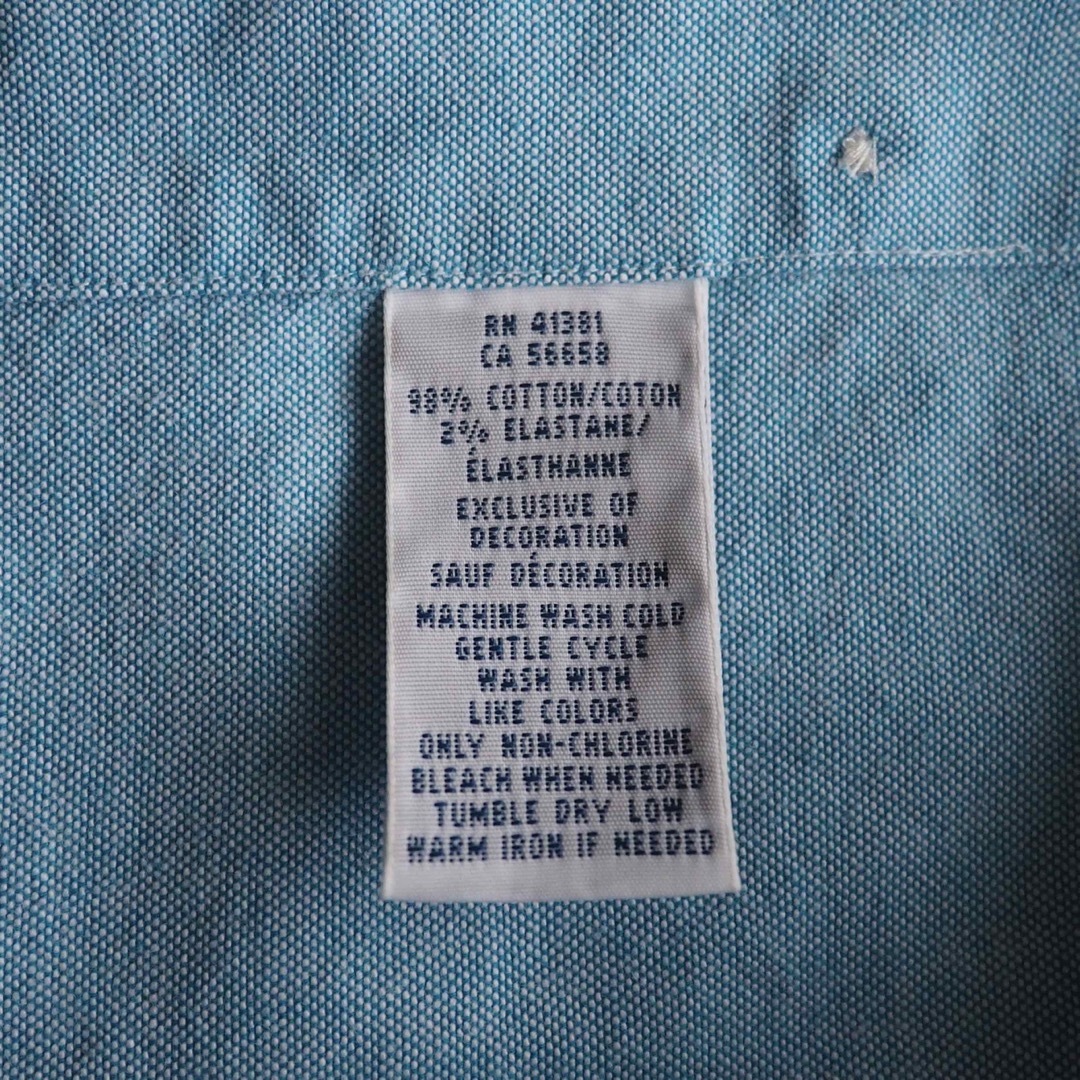 RN 41381
CA 56658
98% COTTON/COTON
2% ELASTANE/
ÉLASTHANNE
EXCLUSIVE OF
DECORATION
SAUF DÉCORATION
MACHINE WASH COLD
GENTLE CYCLE
WASH WITH
LIKE COLORS
ONLY NON-CHLORINE
BLEACH WHEN NEEDED
TUMBLE DRY LOW
WARM IRON IF NEEDED